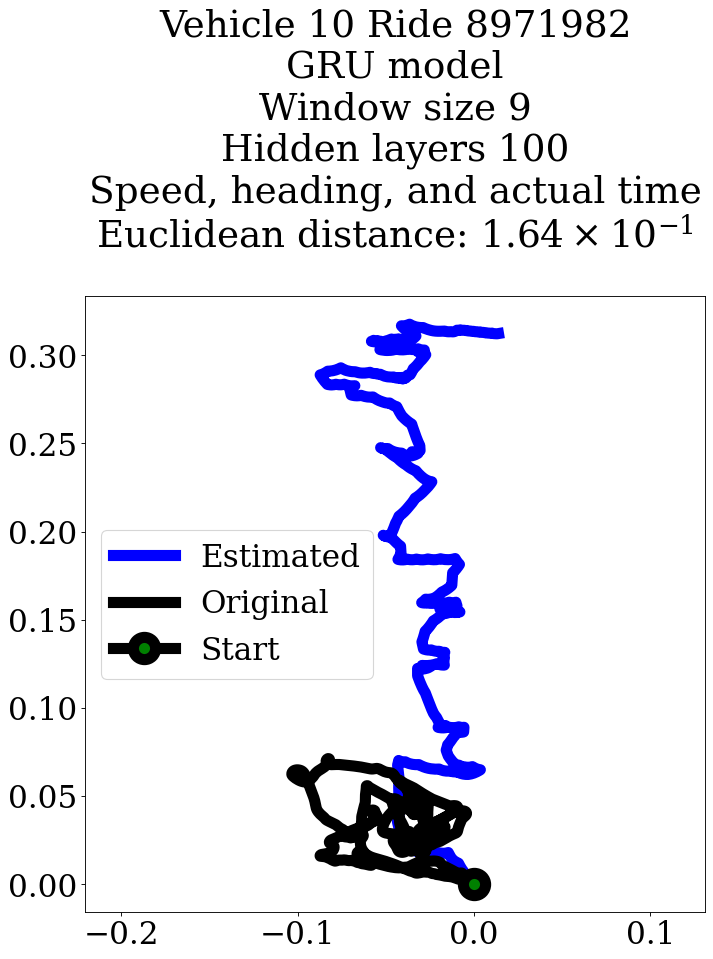 Vehicle 10 Ride 8971982
GRU model
Window size 9
Hidden layers 100
Speed, heading, and actual time
Euclidean distance: 1.64 × 10⁻¹
0.30
0.25
0.20
0.15
0.10
0.05
0.00
Estimated
Original
Start
−0.2
−0.1
0.0
0.1